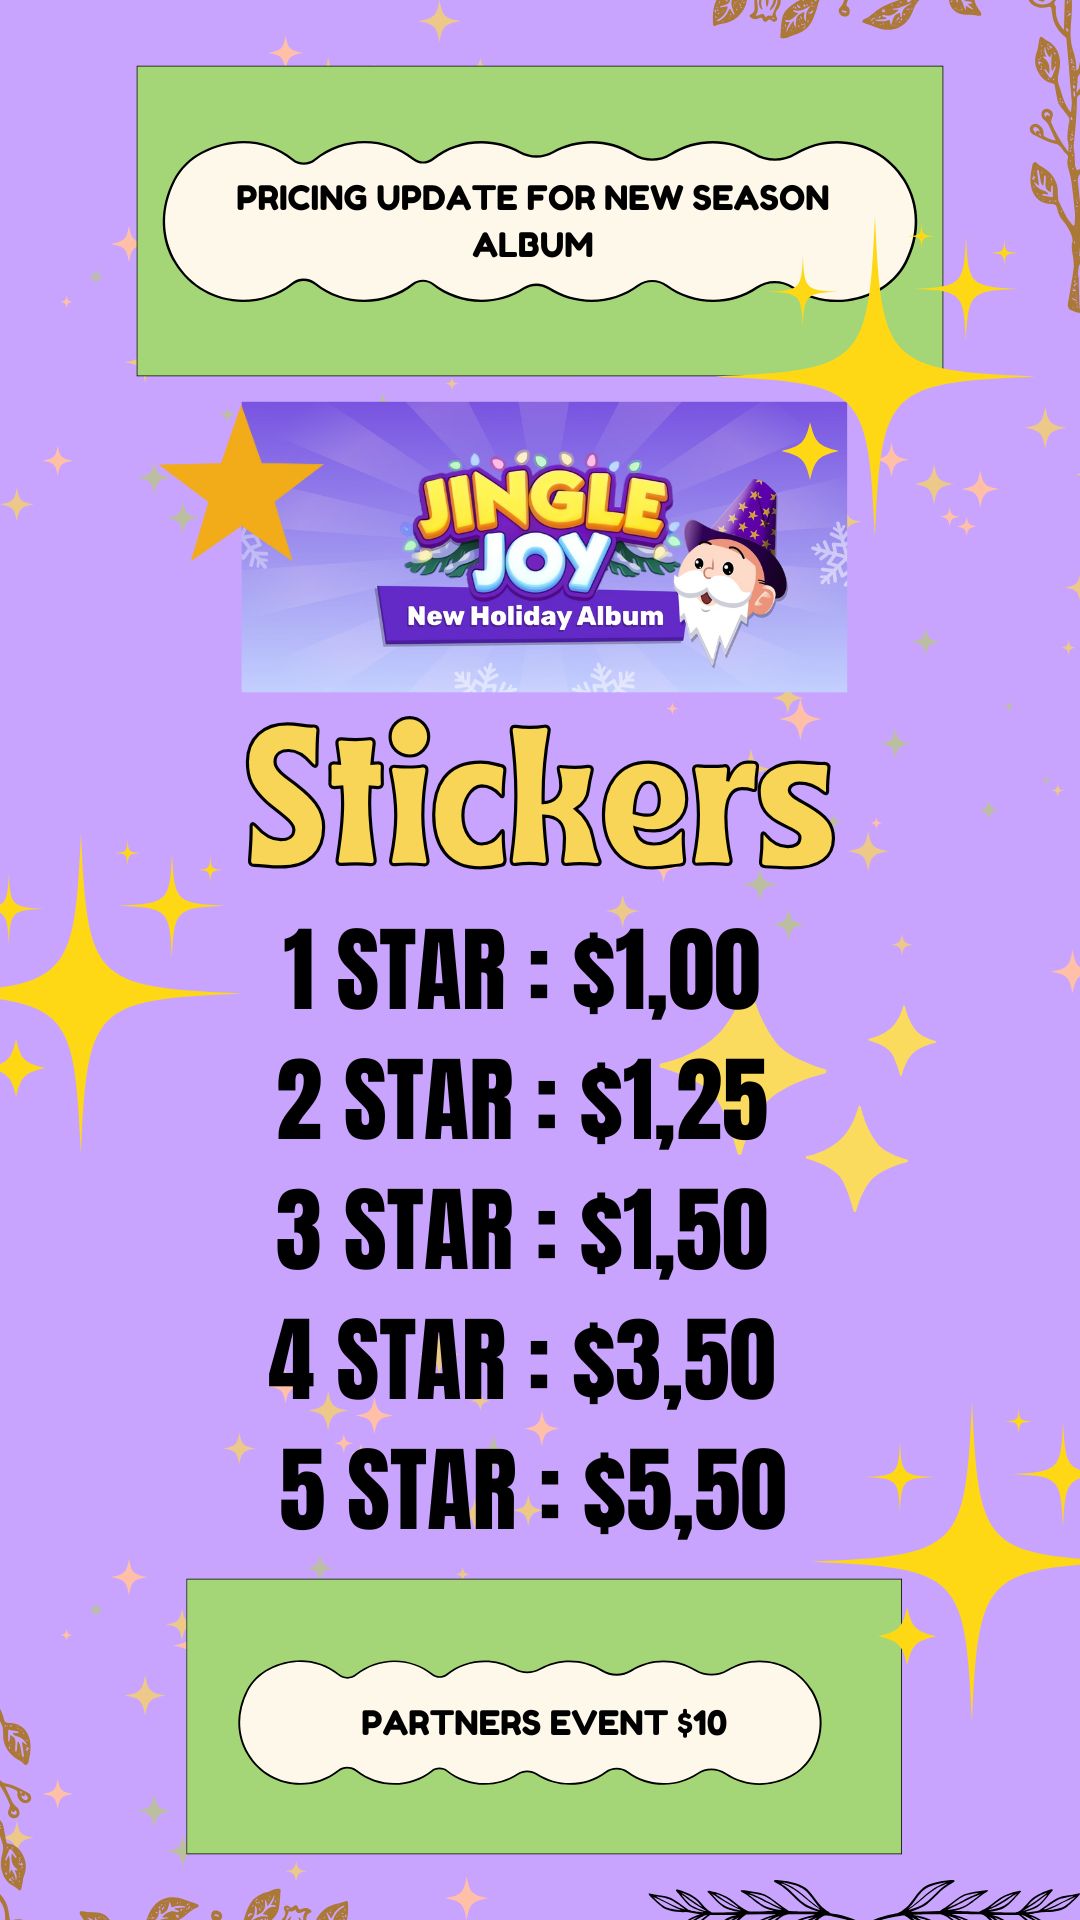 PRICING UPDATE FOR NEW SEASON
ALBUM
JINGLE
JOY
New Holiday Album
Stickers
1 STAR : $1,00
2 STAR : $1,25
3 STAR : $1,50
4 STAR : $3,50
5 STAR : $5,50
PARTNERS EVENT $10